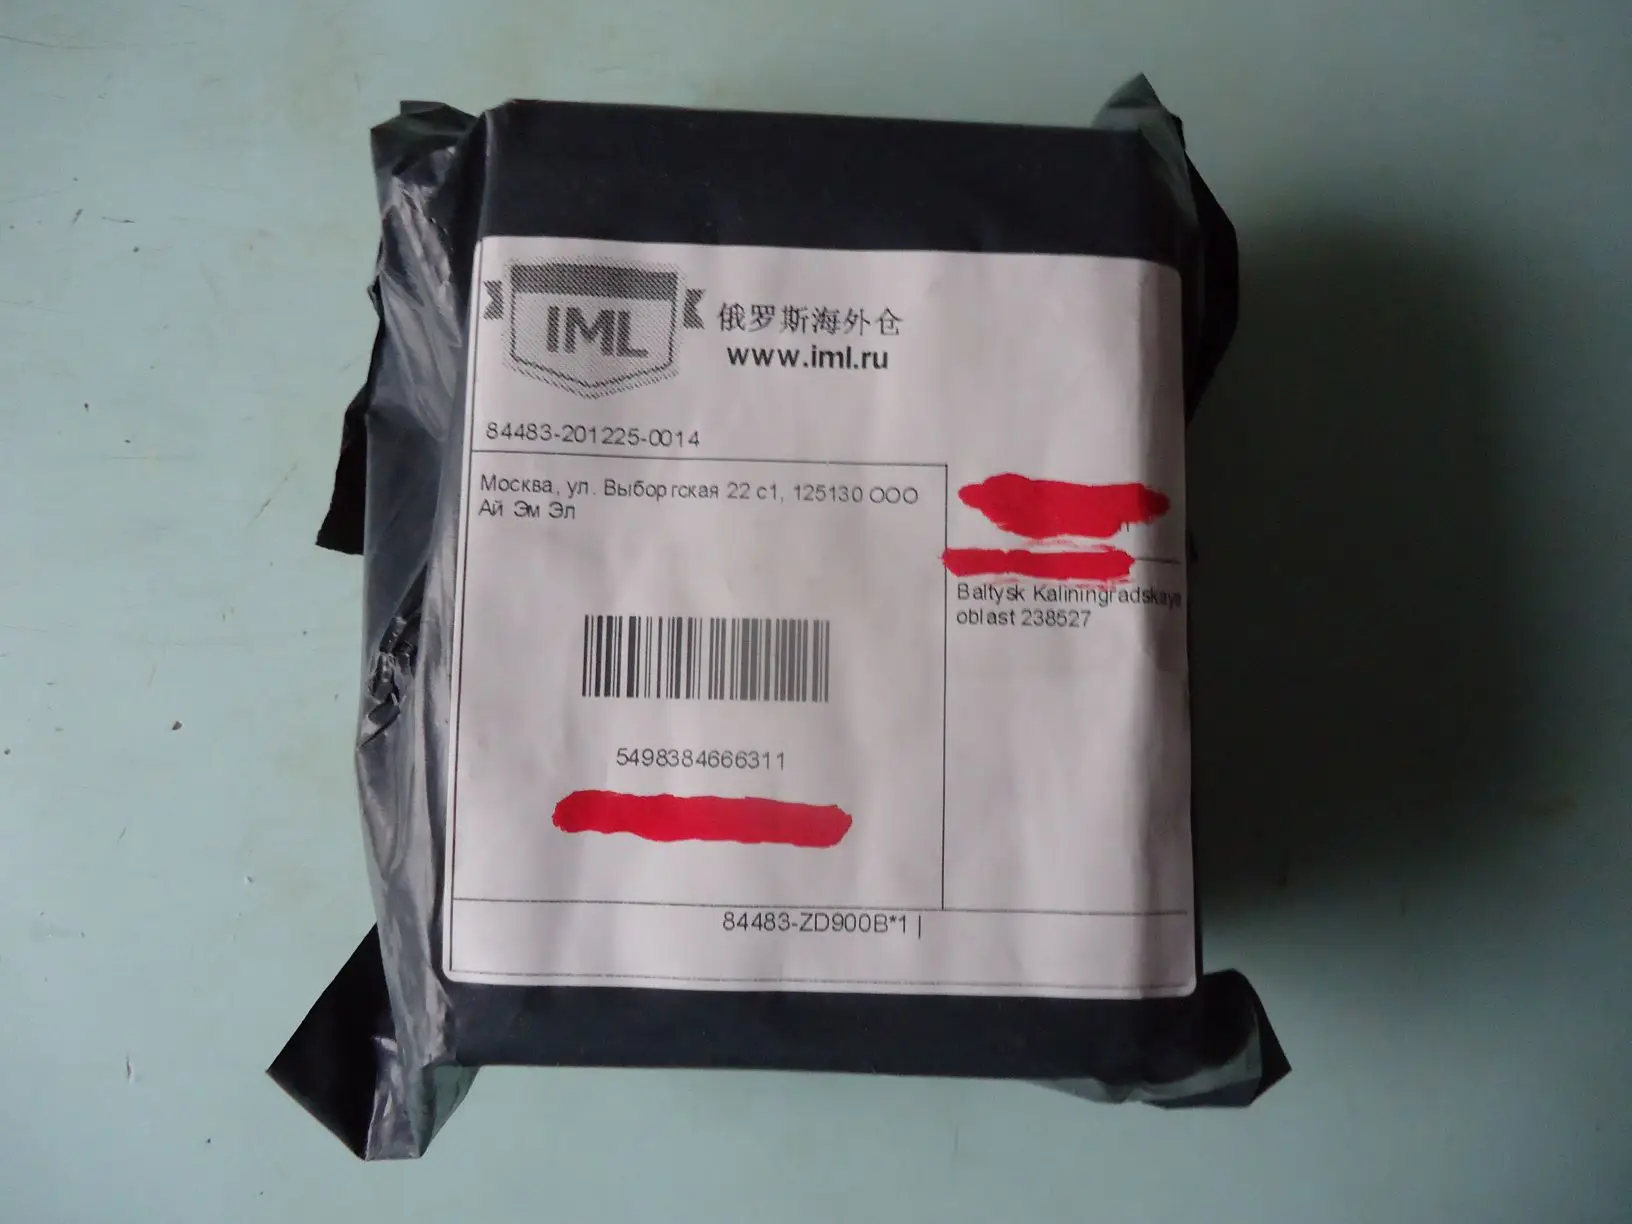 IML
俄罗斯海外仓
www.iml.ru
84483-201225-0014
Москва, ул. Выборгская 22 с1, 125130 ООО
Ай Эм Эл
Baltysk Kaliningradskaya
oblast 238527
5498384666311
84483-ZD900B*1 |